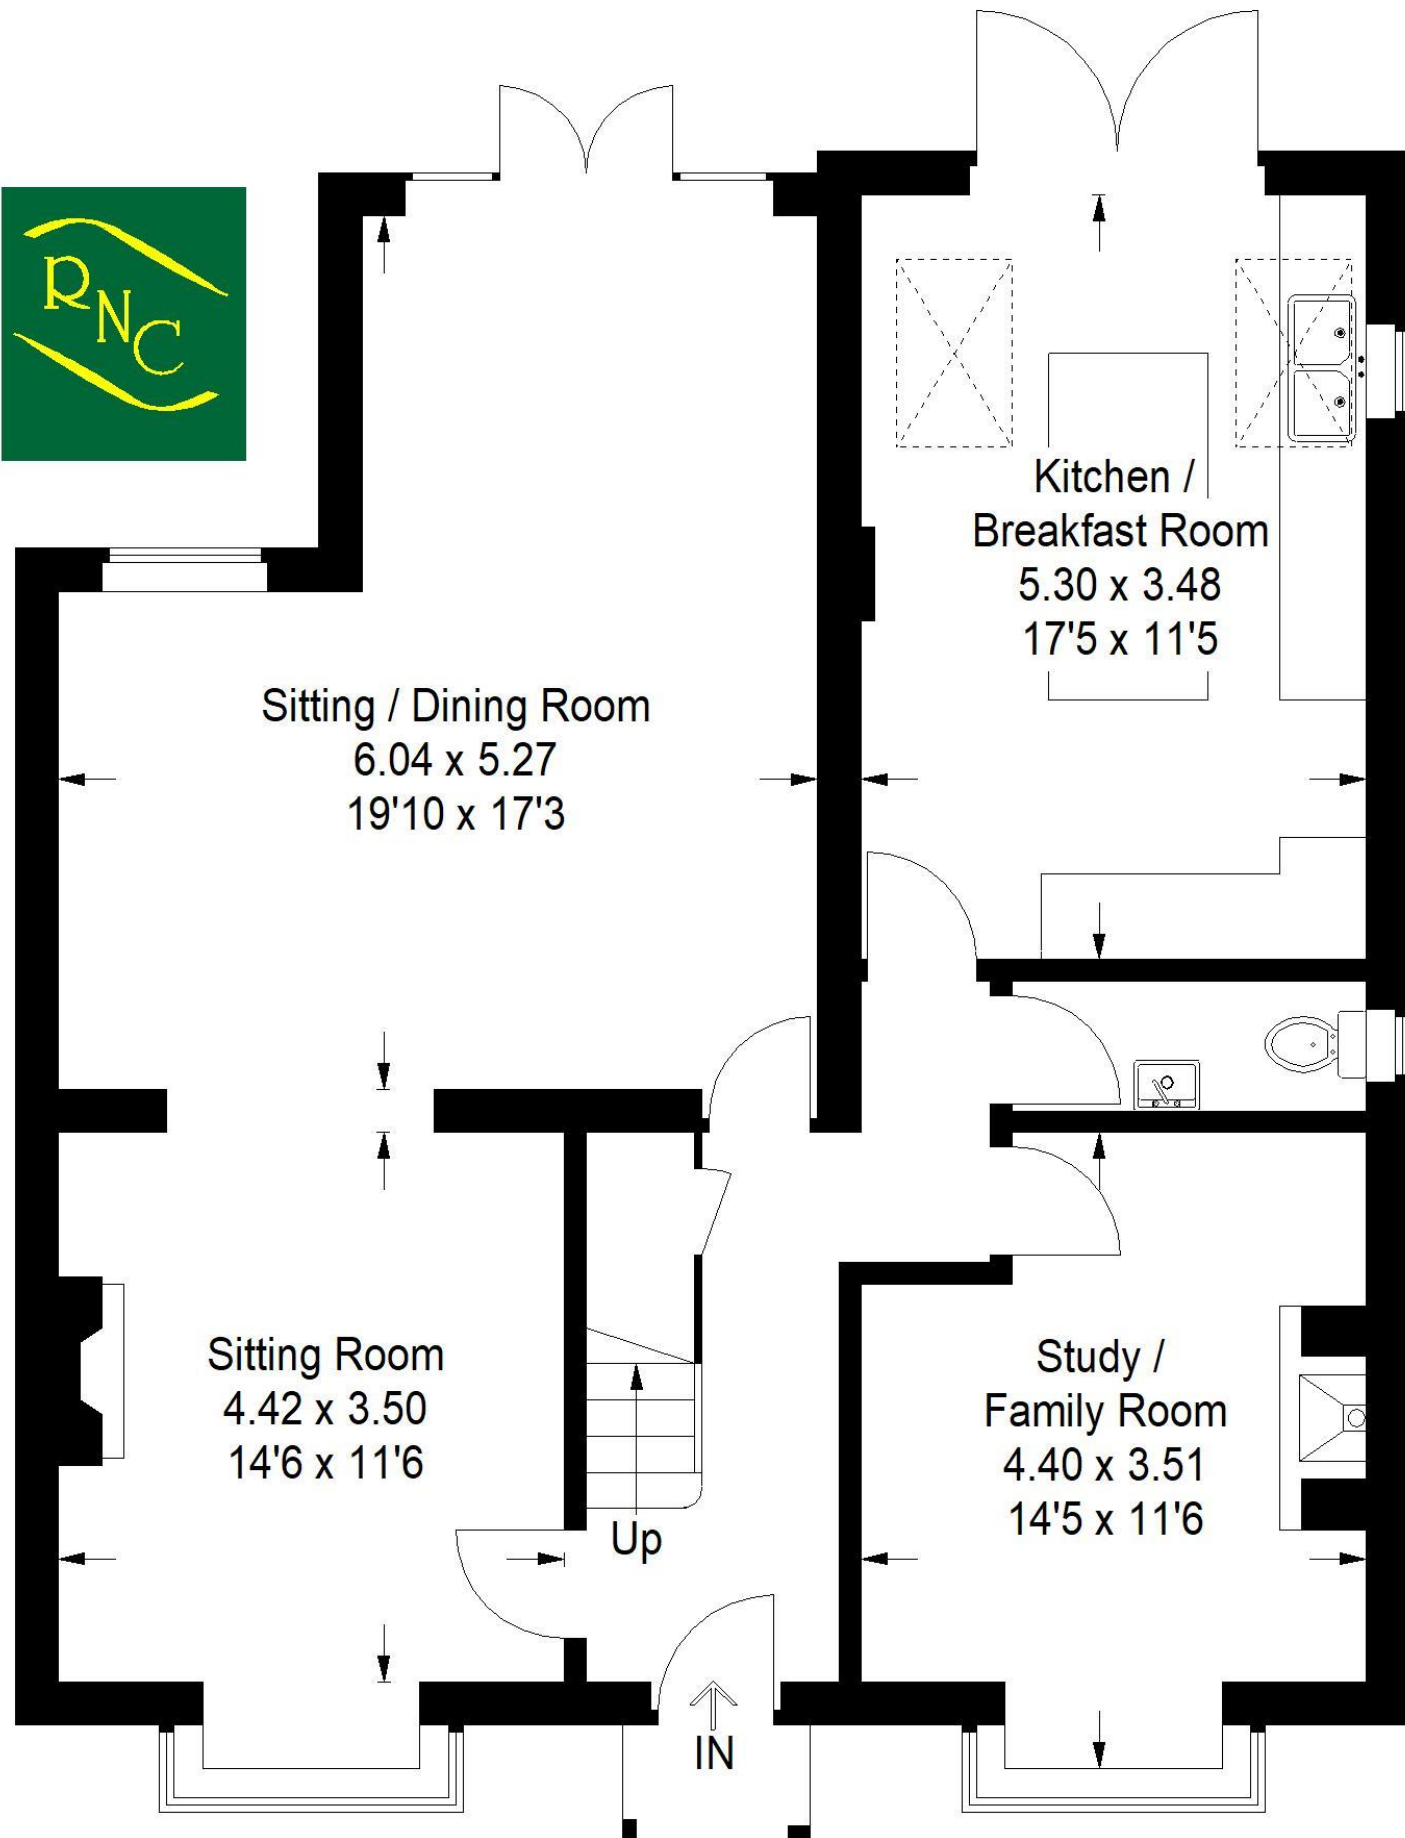 RNC
Kitchen /
Breakfast Room
5.30 x 3.48
17'5 x 11'5
Sitting / Dining Room
6.04 x 5.27
19'10 x 17'3
Sitting Room
4.42 x 3.50
14'6 x 11'6
Study /
Family Room
4.40 x 3.51
14'5 x 11'6
Up
IN